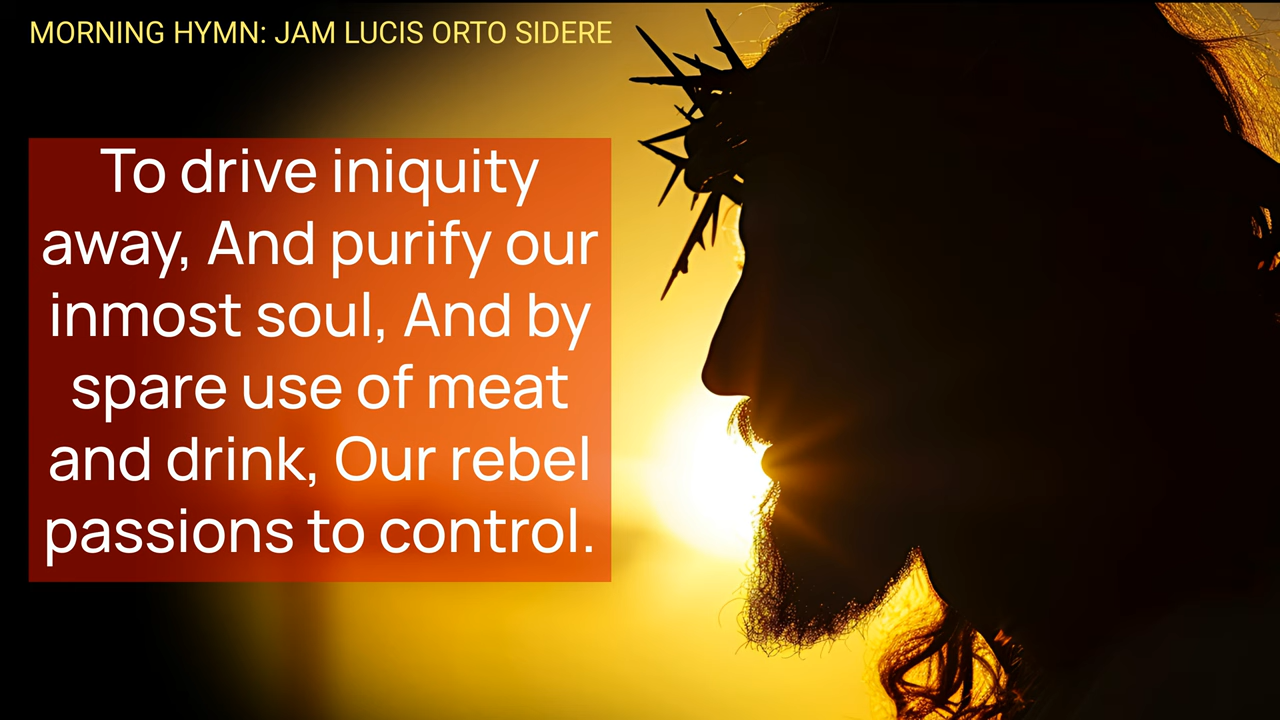 MORNING HYMN: JAM LUCIS ORTO SIDERE
To drive iniquity
away, And purify our
inmost soul, And by
spare use of meat
and drink, Our rebel
passions to control.